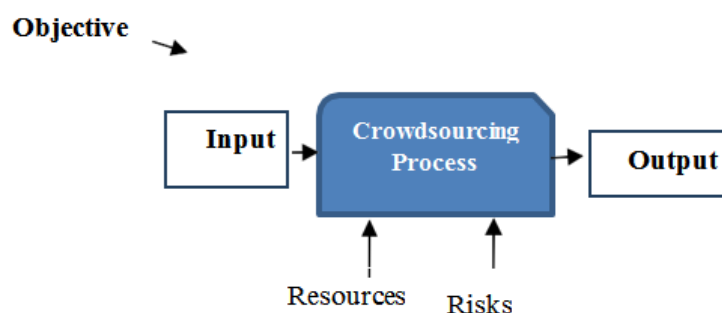 Objective
Input
Crowdsourcing
Process
Output
Resources
Risks